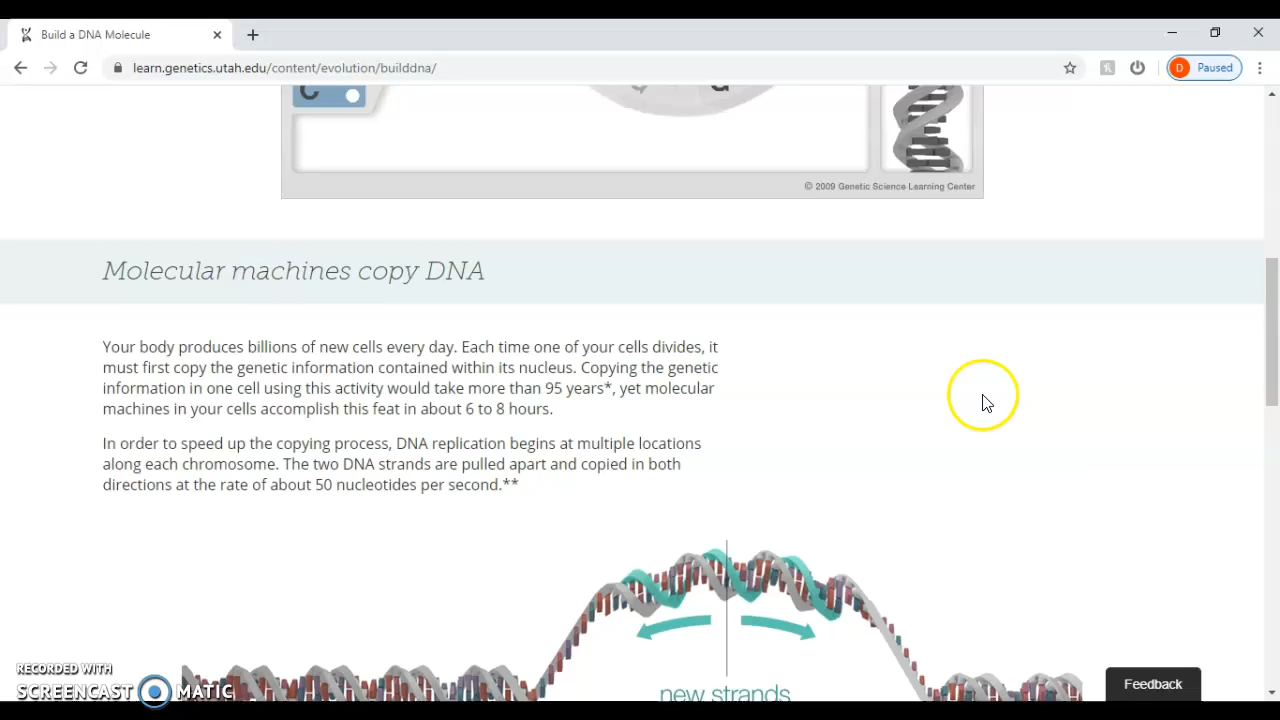 Build a DNA Molecule
learn.genetics.utah.edu/content/evolution/builddna/
D Paused
C
© 2009 Genetic Science Learning Center
Molecular machines copy DNA
Your body produces billions of new cells every day. Each time one of your cells divides, it
must first copy the genetic information contained within its nucleus. Copying the genetic
information in one cell using this activity would take more than 95 years*, yet molecular
machines in your cells accomplish this feat in about 6 to 8 hours.
In order to speed up the copying process, DNA replication begins at multiple locations
along each chromosome. The two DNA strands are pulled apart and copied in both
directions at the rate of about 50 nucleotides per second.**
new strands
Feedback
RECORDED WITH
SCREENCAST MATIC